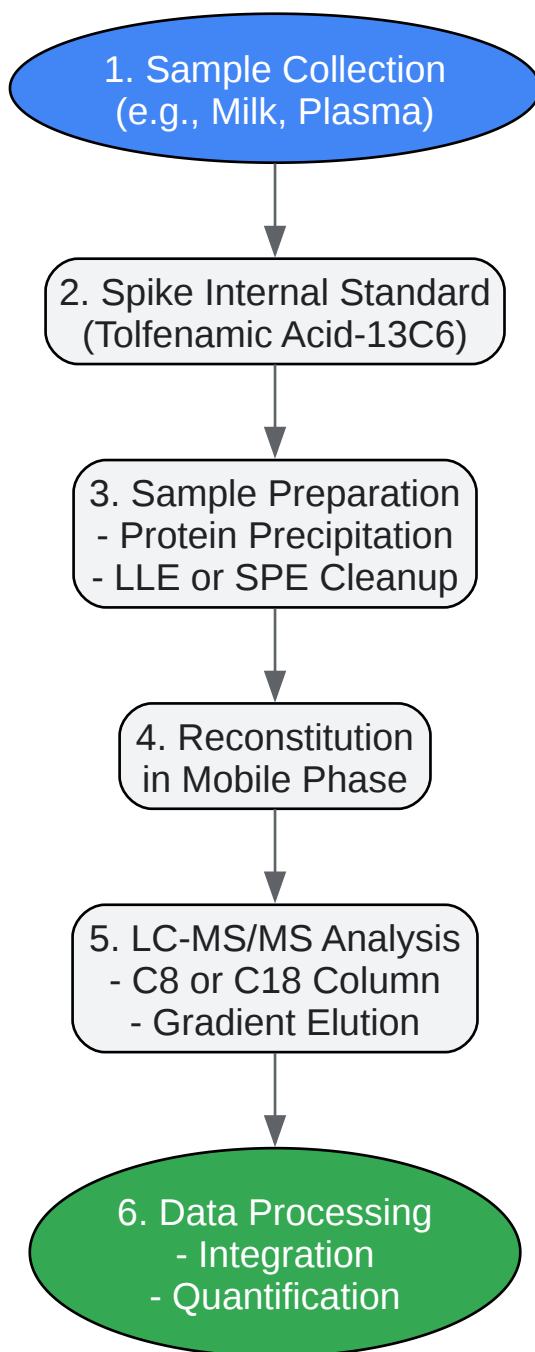 1. Sample Collection
(e.g., Milk, Plasma)
2. Spike Internal Standard
(Tolfenamic Acid-13C6)
3. Sample Preparation
- Protein Precipitation
- LLE or SPE Cleanup
4. Reconstitution
in Mobile Phase
5. LC-MS/MS Analysis
- C8 or C18 Column
- Gradient Elution
6. Data Processing
- Integration
- Quantification